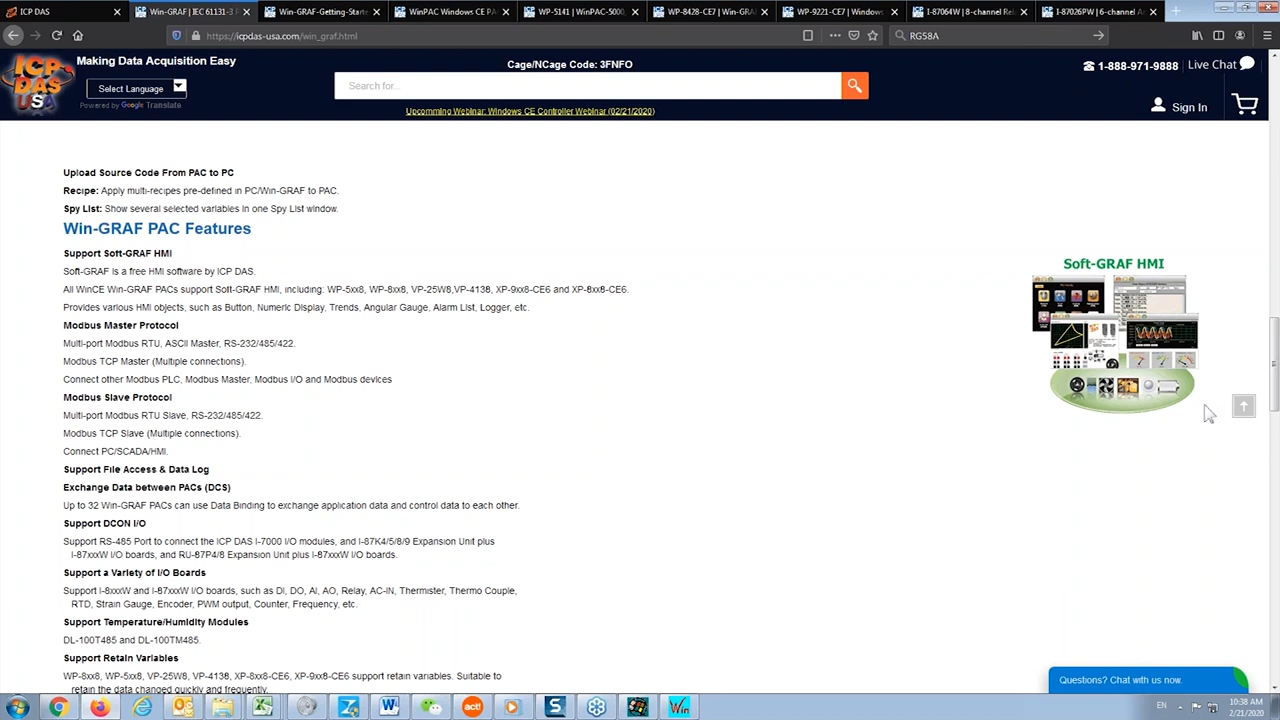 ICP DAS
Win-GRAF | IEC 61131-3 P
Win-GRAF-Getting-Starte
WinPAC Windows CE PAC
WP-5141 | WinPAC-5000,
WP-8428-CE7 | Win-GRAF
WP-9221-CE7 | Windows
I-87064W | 8-channel Rel
I-87026PW | 6-channel A
https://icpdas-usa.com/win_graf.html
RG58A
ICP DAS USA
Making Data Acquisition Easy
Select Language
Powered by Google Translate
Cage/NCage Code: 3FNFO
Search for...
Upcomming Webinar: Windows CE Controller Webinar (02/21/2020)
1-888-971-9888
Live Chat
Sign In
Upload Source Code From PAC to PC
Recipe: Apply multi-recipes pre-defined in PC/Win-GRAF to PAC.
Spy List: Show several selected variables in one Spy List window.
Win-GRAF PAC Features
Support Soft-GRAF HMI
Soft-GRAF is a free HMI software by ICP DAS.
All WinCE Win-GRAF PACs support Soft-GRAF HMI, including: WP-5xx8, WP-8xx8, VP-25W8,VP-4138, XP-9xx8-CE6 and XP-8xx8-CE6.
Provides various HMI objects, such as Button, Numeric Display, Trend, Angular Gauge, Alarm List, Logger, etc.
Modbus Master Protocol
Multi-port Modbus RTU, ASCII Master, RS-232/485/422.
Modbus TCP Master (Multiple connections).
Connect other Modbus PLC, Modbus Master, Modbus I/O and Modbus devices
Modbus Slave Protocol
Multi-port Modbus RTU Slave, RS-232/485/422.
Modbus TCP Slave (Multiple connections).
Connect PC/SCADA/HMI.
Support File Access & Data Log
Exchange Data between PACs (DCS)
Up to 32 Win-GRAF PACs can use Data Binding to exchange application data and control data to each other.
Support DCON I/O
Support RS-485 Port to connect the ICP DAS I-7000 I/O modules, and I-87K4/5/8/9 Expansion Unit plus
I-87xxxW I/O boards, and RU-87P4/8 Expansion Unit plus I-87xxxW I/O boards.
Support a Variety of I/O Boards
Support I-8xxxW and I-87xxxW I/O boards, such as DI, DO, AI, AO, Relay, AC-IN, Thermister, Thermo Couple,
RTD, Strain Gauge, Encoder, PWM output, Counter, Frequency, etc.
Support Temperature/Humidity Modules
DL-100T485 and DL-100TM485.
Support Retain Variables
WP-8xx8, WP-5xx8, VP-25W8, VP-4138, XP-8xx8-CE6, XP-9xx8-CE6 support retain variables. Suitable to
retain the data changed quickly and frequently.
Soft-GRAF HMI
Questions? Chat with us now.
act!
Win
EN
10:38 AM
2/21/2020